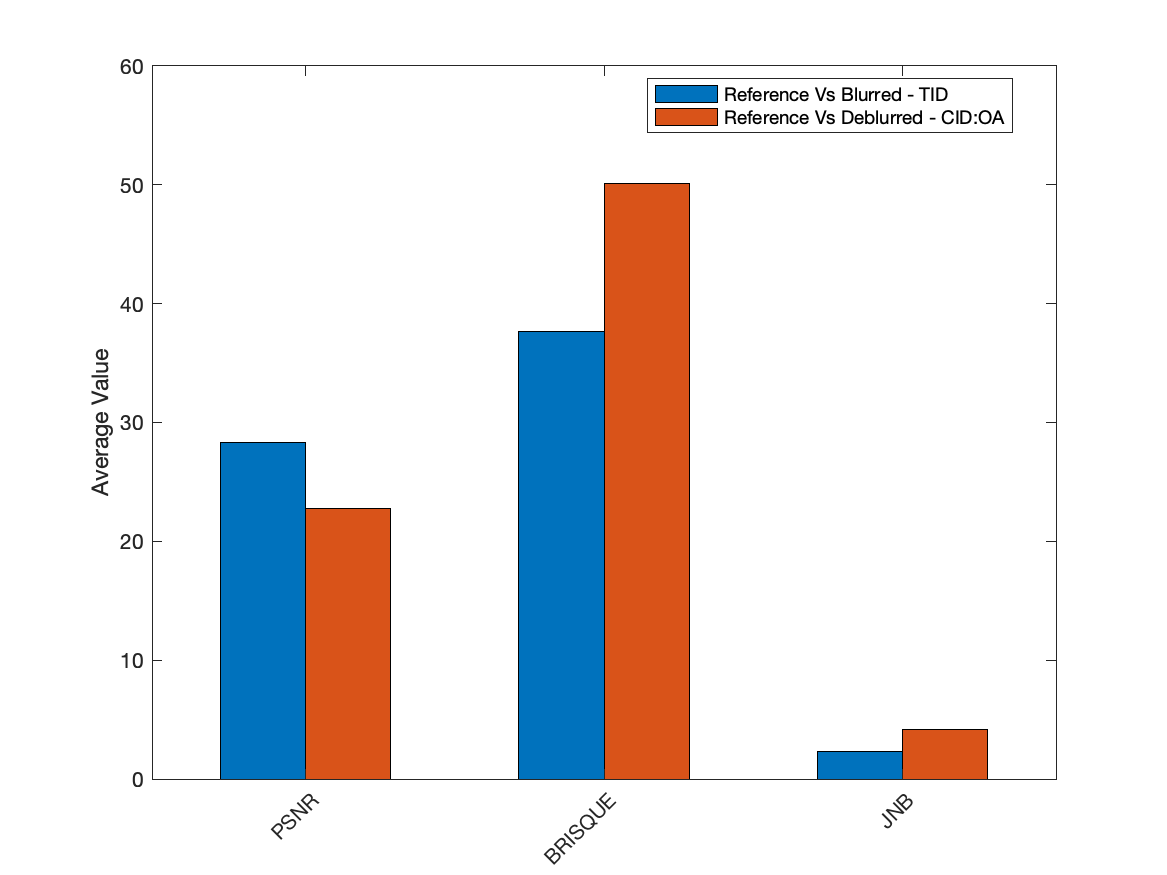 60
Reference Vs Blurred - TID
Reference Vs Deblurred - CID:OA
50
40
Average Value
30
20
10
0
PSNR
BRISQUE
JNB